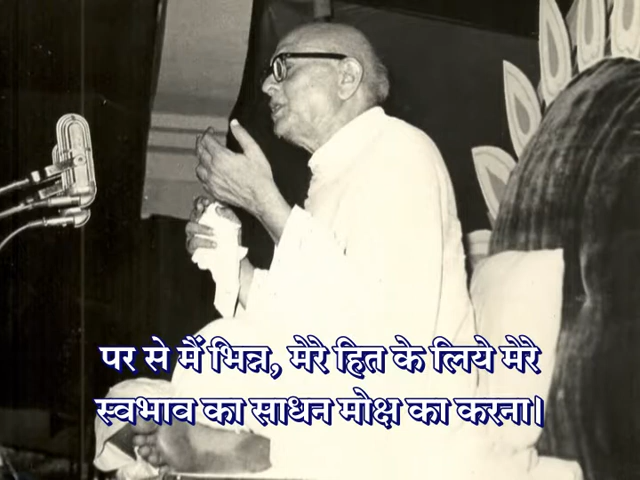 पर से मैं भिन्न, मेरे हित के लिये मेरे
स्वभाव का साधन मोक्ष का करना।